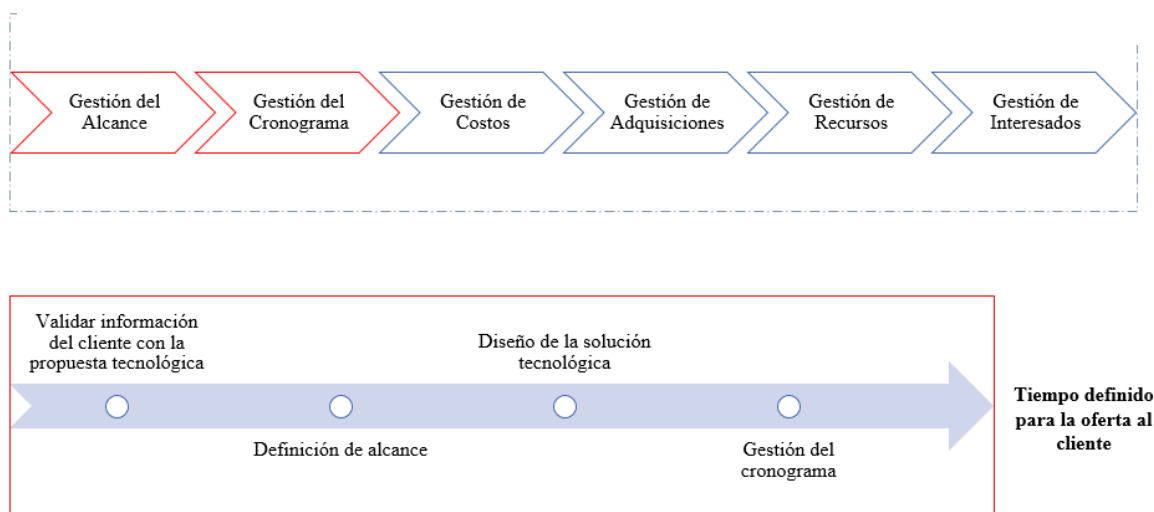 Gestión del
Alcance
Gestión del
Cronograma
Gestión de
Costos
Gestión de
Adquisiciones
Gestión de
Recursos
Gestión de
Interesados
Validar información
del cliente con la
propuesta tecnológica
Definición de alcance
Diseño de la solución
tecnológica
Gestión del
cronograma
Tiempo definido
para la oferta al
cliente